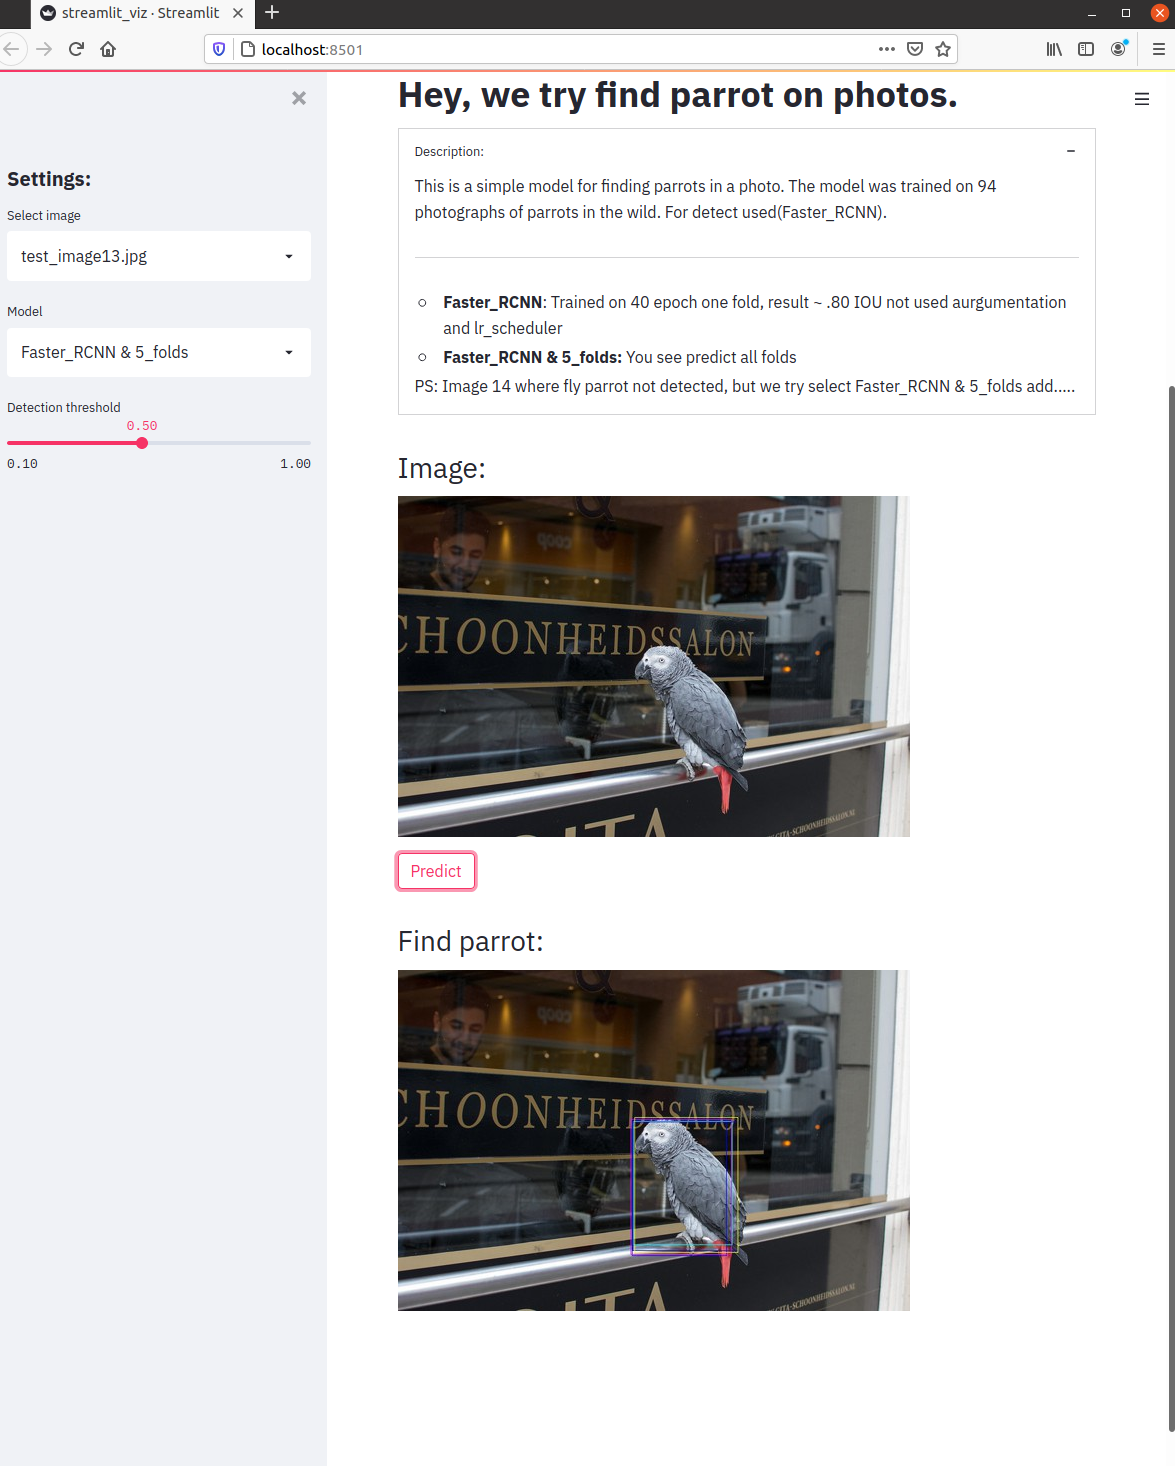 streamlit_viz · Streamlit
localhost:8501
Settings:
Select image
test_image13.jpg
Model
Faster_RCNN & 5_folds
Detection threshold
0.50
0.10 1.00
Hey, we try find parrot on photos.
Description:
This is a simple model for finding parrots in a photo. The model was trained on 94
photographs of parrots in the wild. For detect used(Faster_RCNN).
Faster_RCNN: Trained on 40 epoch one fold, result ~ .80 IOU not used aurgumentation
and lr_scheduler
Faster_RCNN & 5_folds: You see predict all folds
PS: Image 14 where fly parrot not detected, but we try select Faster_RCNN & 5_folds add.....
Image:
coop
CHOONHEIDSSALON
Predict
Find parrot:
coop
CHOONHEIDSSALON